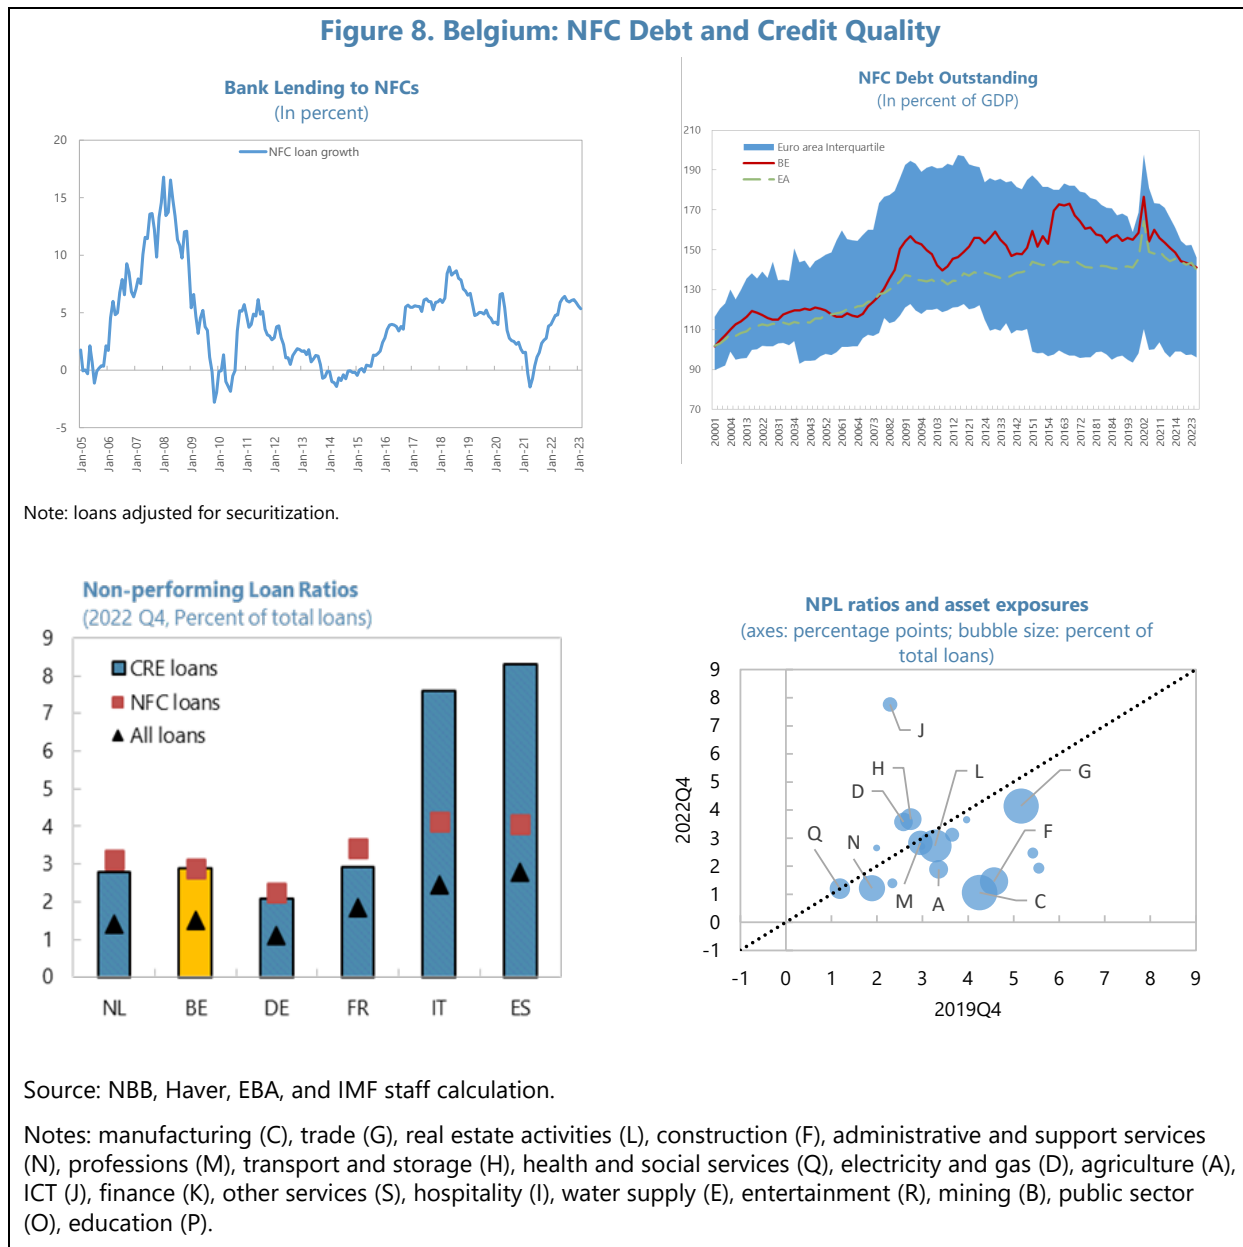 Figure 8. Belgium: NFC Debt and Credit Quality
Bank Lending to NFCs
(In percent)
NFC loan growth
20
15
10
5
0
-5
Jan-05
Jan-06
Jan-07
Jan-08
Jan-09
Jan-10
Jan-11
Jan-12
Jan-13
Jan-14
Jan-15
Jan-16
Jan-17
Jan-18
Jan-19
Jan-20
Jan-21
Jan-22
Jan-23
NFC Debt Outstanding
(In percent of GDP)
Euro area Interquartile
BE
EA
210
190
170
150
130
110
90
70
20001
20004
20013
20022
20031
20034
20043
20052
20061
20064
20073
20082
20091
20094
20103
20112
20121
20124
20133
20142
20151
20154
20163
20172
20181
20184
20193
20202
20211
20214
20223
Note: loans adjusted for securitization.
Non-performing Loan Ratios
(2022 Q4, Percent of total loans)
CRE loans
NFC loans
All loans
9
8
7
6
5
4
3
2
1
0
NL
BE
DE
FR
IT
ES
NPL ratios and asset exposures
(axes: percentage points; bubble size: percent of
total loans)
9
8
7
6
5
4
3
2
1
0
-1
2022Q4
J
H
L
G
D
Q
N
F
M
A
C
-1
0
1
2
3
4
5
6
7
8
9
2019Q4
Source: NBB, Haver, EBA, and IMF staff calculation.
Notes: manufacturing (C), trade (G), real estate activities (L), construction (F), administrative and support services
(N), professions (M), transport and storage (H), health and social services (Q), electricity and gas (D), agriculture (A),
ICT (J), finance (K), other services (S), hospitality (I), water supply (E), entertainment (R), mining (B), public sector
(O), education (P).